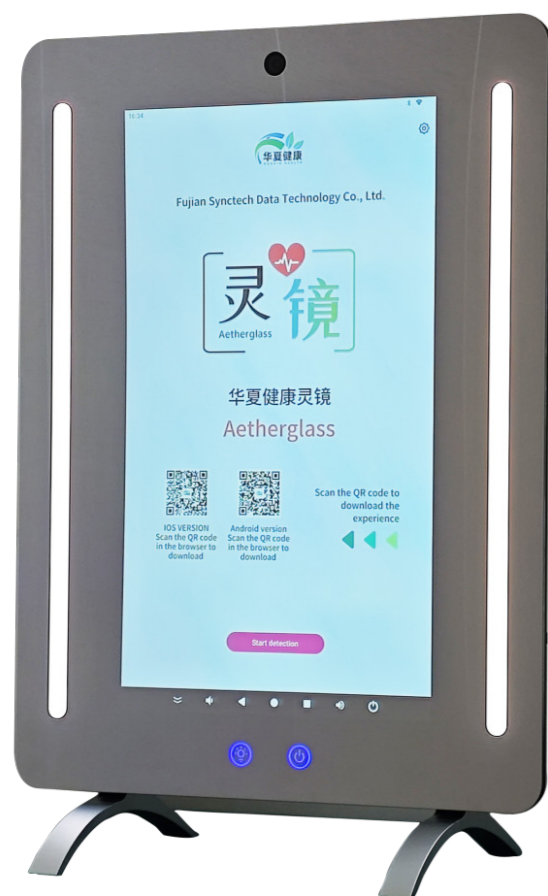 16:34
华夏健康
Fujian Synctech Data Technology Co., Ltd.
灵镜
Aetherglass
华夏健康灵镜
Aetherglass
IOS VERSION
Scan the QR code
in the browser to
download
Android version
Scan the QR code
in the browser to
download
Scan the QR code to
download the
experience
Start detection